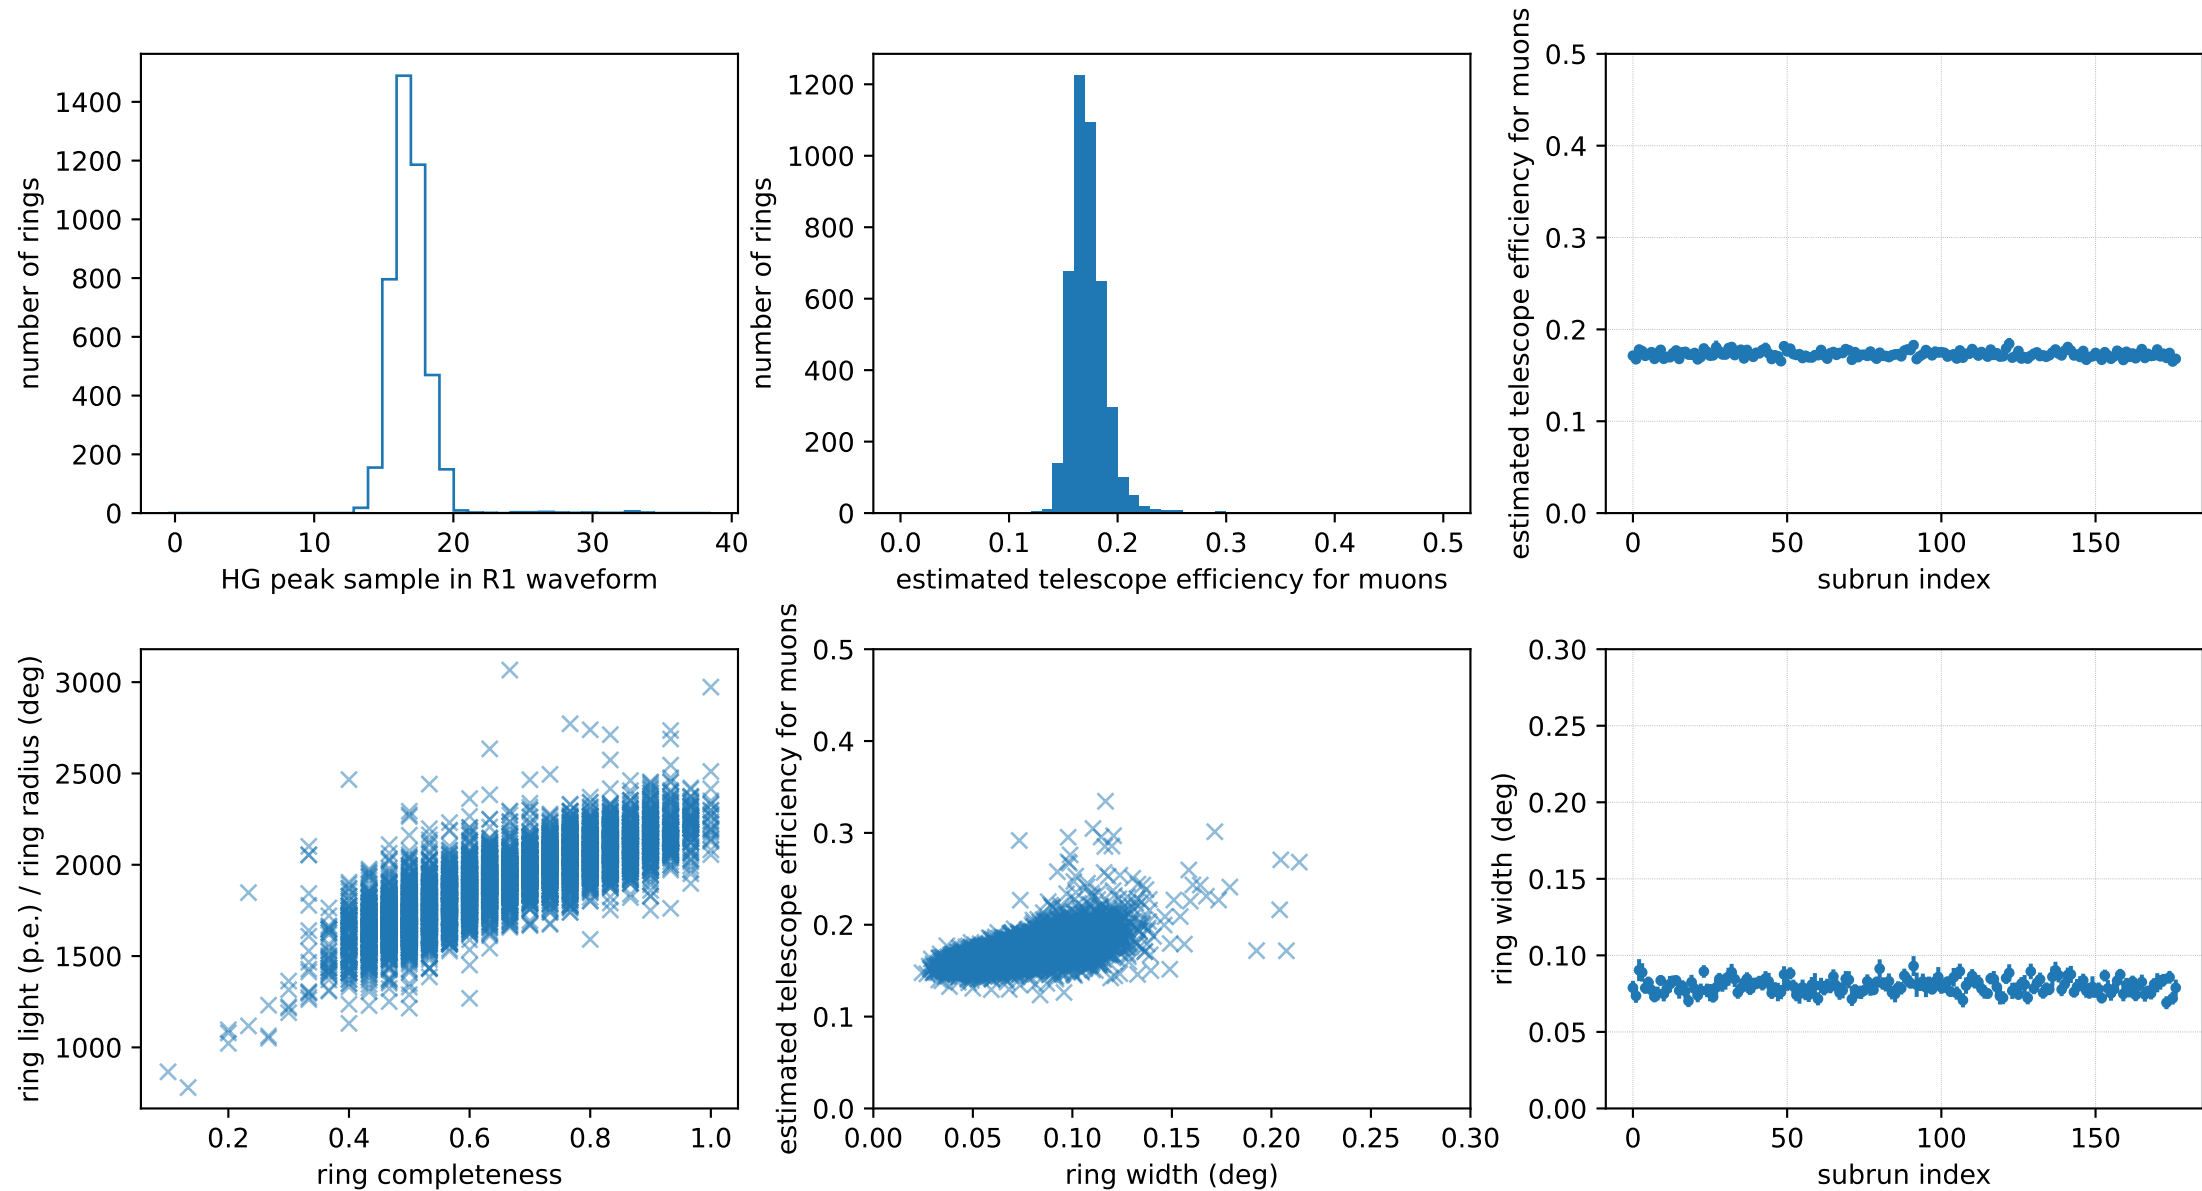 1400
1200
1000
800
600
400
200
0
number of rings
0 10 20 30 40
HG peak sample in R1 waveform
1200
1000
800
600
400
200
0
number of rings
0.0 0.1 0.2 0.3 0.4 0.5
estimated telescope efficiency for muons
0.5
0.4
0.3
0.2
0.1
0.0
estimated telescope efficiency for muons
0 50 100 150
subrun index
3000
2500
2000
1500
1000
ring light (p.e.) / ring radius (deg)
0.2 0.4 0.6 0.8 1.0
ring completeness
0.5
0.4
0.3
0.2
0.1
0.0
estimated telescope efficiency for muons
0.00 0.05 0.10 0.15 0.20 0.25 0.30
ring width (deg)
0.30
0.25
0.20
0.15
0.10
0.05
0.00
ring width (deg)
0 50 100 150
subrun index